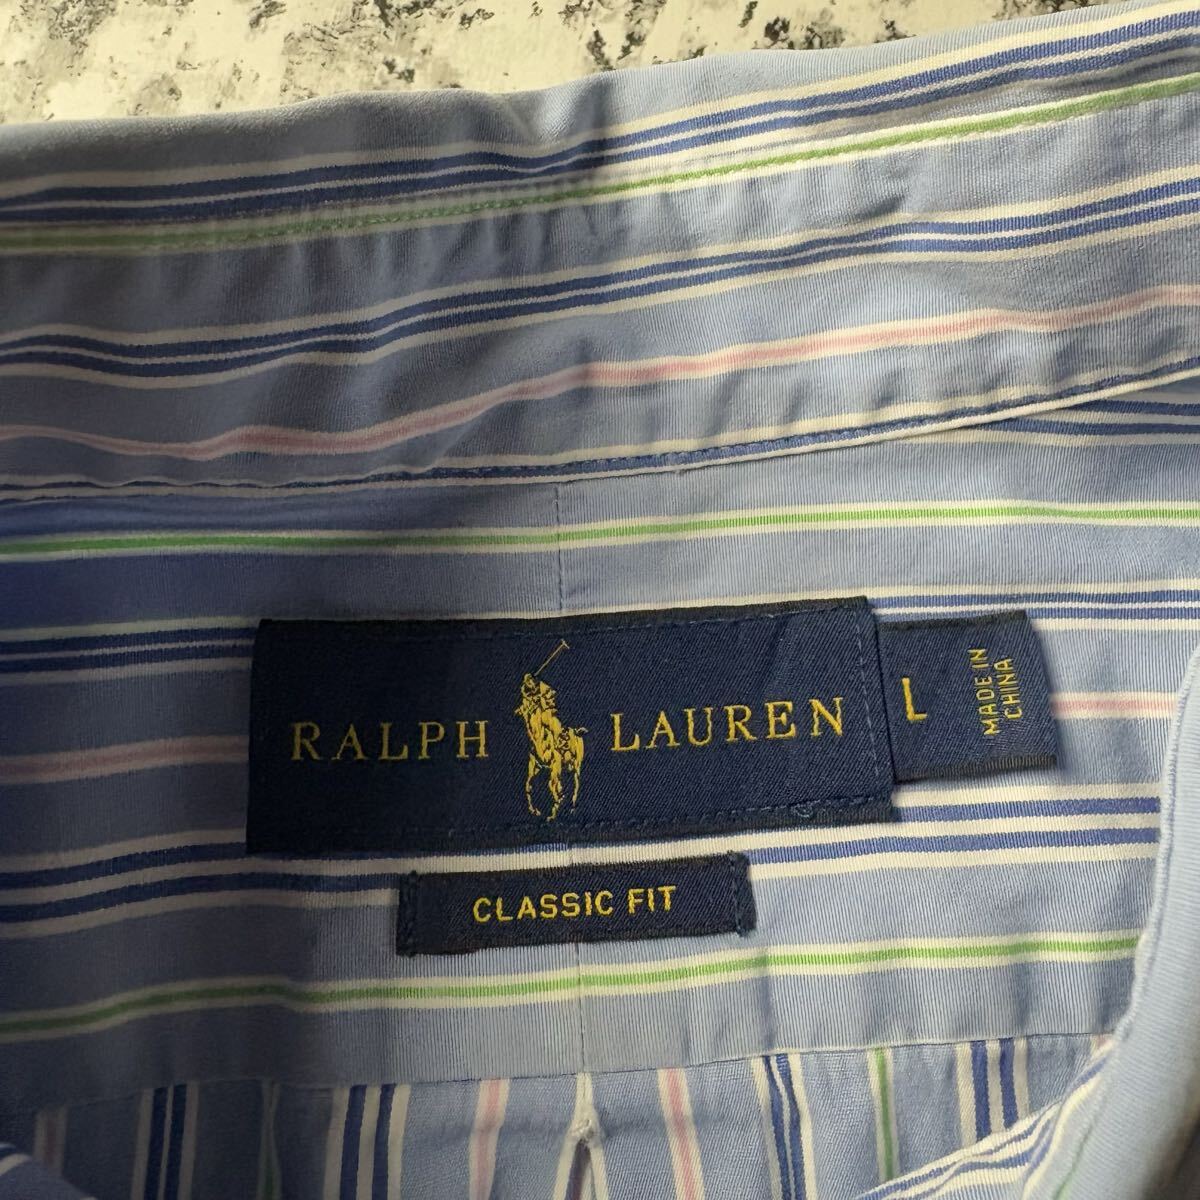 RALPH LAUREN
L
MADE IN
CHINA
CLASSIC FIT